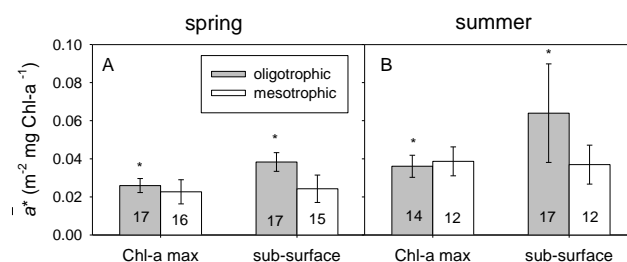 spring
summer
ā* (m⁻² mg Chl-a⁻¹)
0.10
0.08
0.06
0.04
0.02
0.00
A
oligotrophic
mesotrophic
B
*
*
*
*
17
16
17
15
14
12
17
12
Chl-a max
sub-surface
Chl-a max
sub-surface